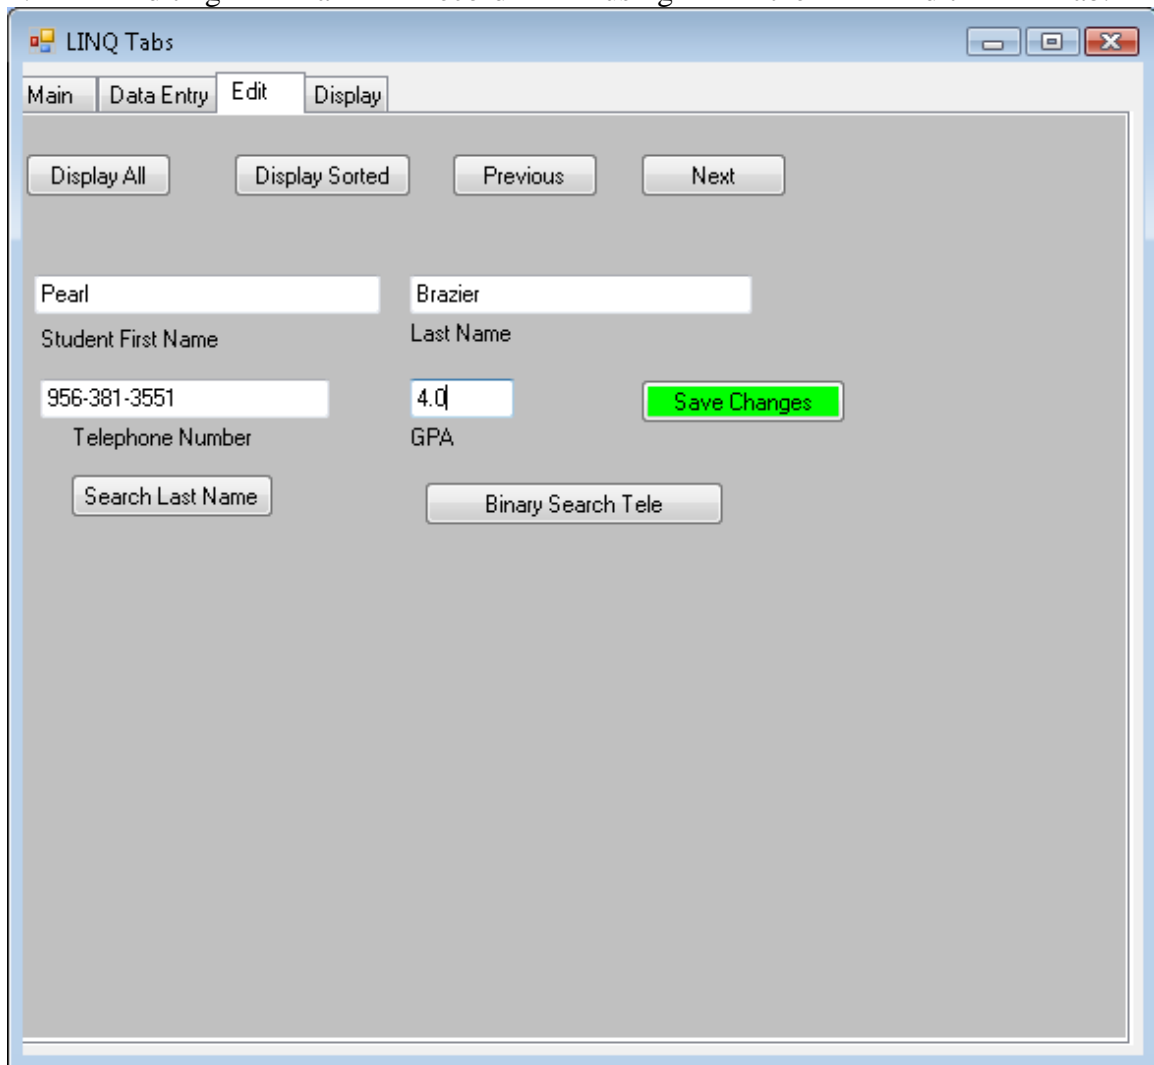 LINQ Tabs
Main Data Entry Edit Display
Display All Display Sorted Previous Next
Pearl Brazier
Student First Name Last Name
956-381-3551 4.0 Save Changes
Telephone Number GPA
Search Last Name Binary Search Tele